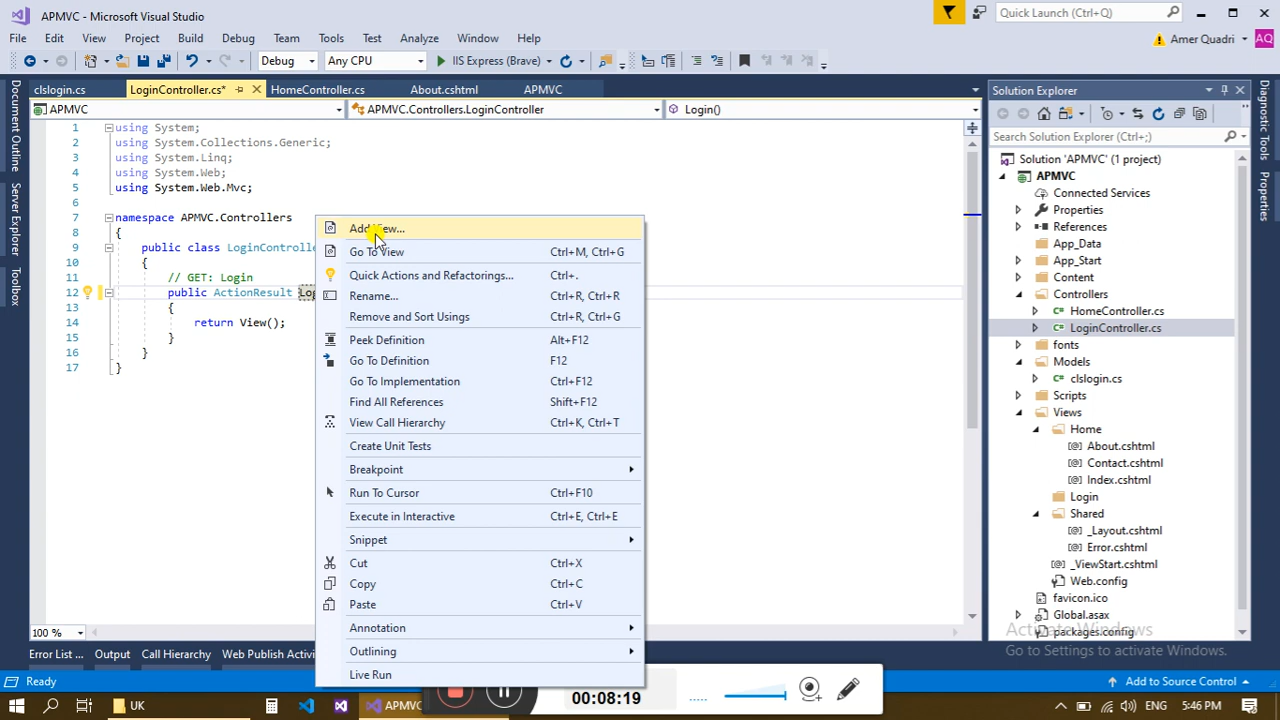 APMVC - Microsoft Visual Studio
Quick Launch (Ctrl+Q)
File Edit View Project Build Debug Team Tools Test Analyze Window Help
Amer Quadri AQ
Debug Any CPU IIS Express (Brave)
clslogin.cs LoginController.cs* HomeController.cs About.cshtml APMVC
APMVC APMVC.Controllers.LoginController Login()
Document Outline
Server Explorer
Toolbox
1 using System;
2 using System.Collections.Generic;
3 using System.Linq;
4 using System.Web;
5 using System.Web.Mvc;
6
7 namespace APMVC.Controllers
8 {
9 public class LoginControlle
10 {
11 // GET: Login
12 public ActionResult Log
13 {
14 return View();
15 }
16 }
17 }
Add View...
Go To View Ctrl+M, Ctrl+G
Quick Actions and Refactorings... Ctrl+.
Rename... Ctrl+R, Ctrl+R
Remove and Sort Usings Ctrl+R, Ctrl+G
Peek Definition Alt+F12
Go To Definition F12
Go To Implementation Ctrl+F12
Find All References Shift+F12
View Call Hierarchy Ctrl+K, Ctrl+T
Create Unit Tests
Breakpoint
Run To Cursor Ctrl+F10
Execute in Interactive Ctrl+E, Ctrl+E
Snippet
Cut Ctrl+X
Copy Ctrl+C
Paste Ctrl+V
Annotation
Outlining
Live Run
Solution Explorer
Search Solution Explorer (Ctrl+;)
Solution 'APMVC' (1 project)
APMVC
Connected Services
Properties
References
App_Data
App_Start
Content
Controllers
HomeController.cs
LoginController.cs
fonts
Models
clslogin.cs
Scripts
Views
Home
About.cshtml
Contact.cshtml
Index.cshtml
Login
Shared
_Layout.cshtml
Error.cshtml
_ViewStart.cshtml
Web.config
favicon.ico
Global.asax
packages.config
Activate Windows
Go to Settings to activate Windows.
Diagnostic Tools
Properties
100 %
Error List ... Output Call Hierarchy Web Publish Activi
Ready
Add to Source Control
00:08:19
UK
APMVC
ENG 5:46 PM